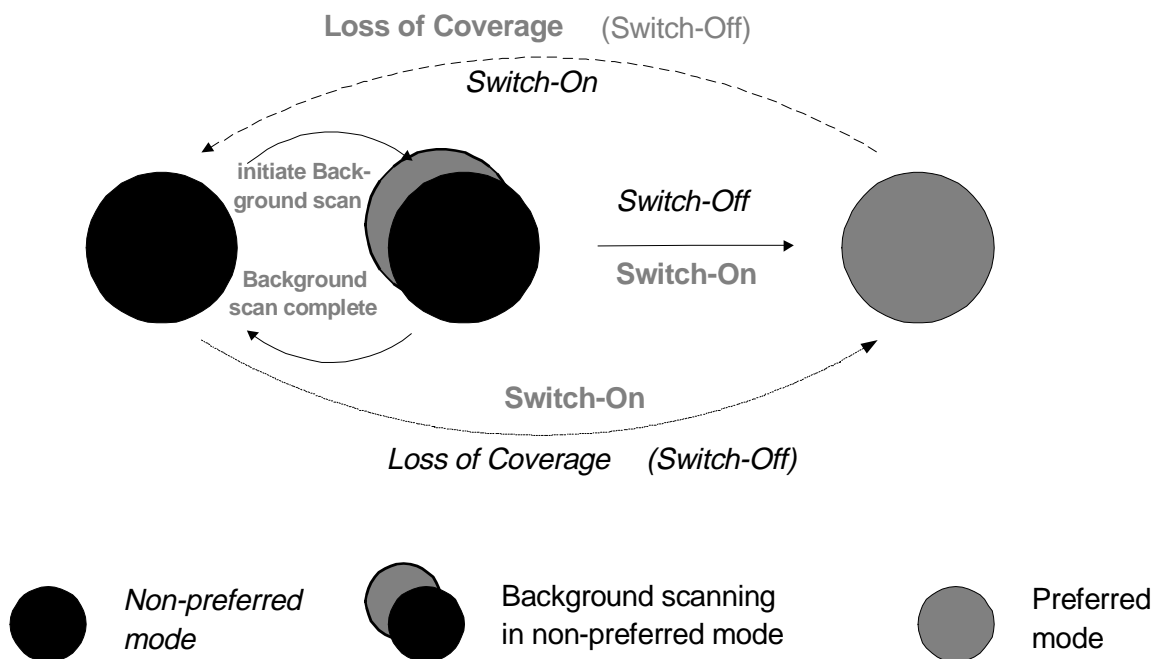 Loss of Coverage (Switch-Off)
Switch-On
initiate Back-
ground scan
Switch-Off
Switch-On
Background
scan complete
Switch-On
Loss of Coverage (Switch-Off)
Non-preferred
mode
Background scanning
in non-preferred mode
Preferred
mode